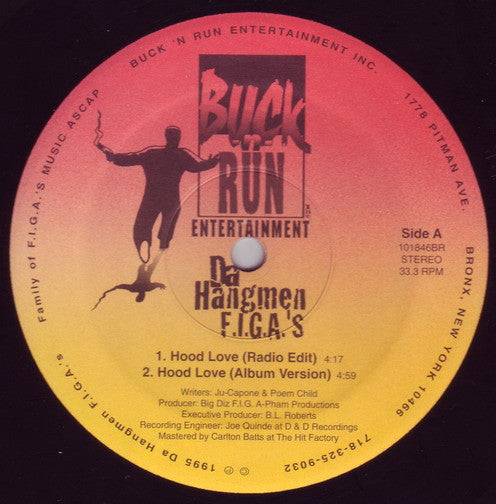 BUCK 'N RUN ENTERTAINMENT INC.
1778 PITMAN AVE.
BRONX, NEW YORK 10466
718-325-9032
© ℗ 1995 Da Hangmen F.I.G.A.'s
Family of F.I.G.A.'S MUSIC ASCAP
BUCK
-n-
RUN
ENTERTAINMENT
Da
Hangmen
F.I.G.A.'s
Side A
101846BR
STEREO
33.3 RPM
1. Hood Love (Radio Edit) 4:17
2. Hood Love (Album Version) 4:59
Writers: Ju-Capone & Poem Child
Producer: Big Diz F.I.G. A-Pham Productions
Executive Producer: B.L. Roberts
Recording Engineer: Joe Quinde at D & D Recordings
Mastered by Carlton Batts at The Hit Factory